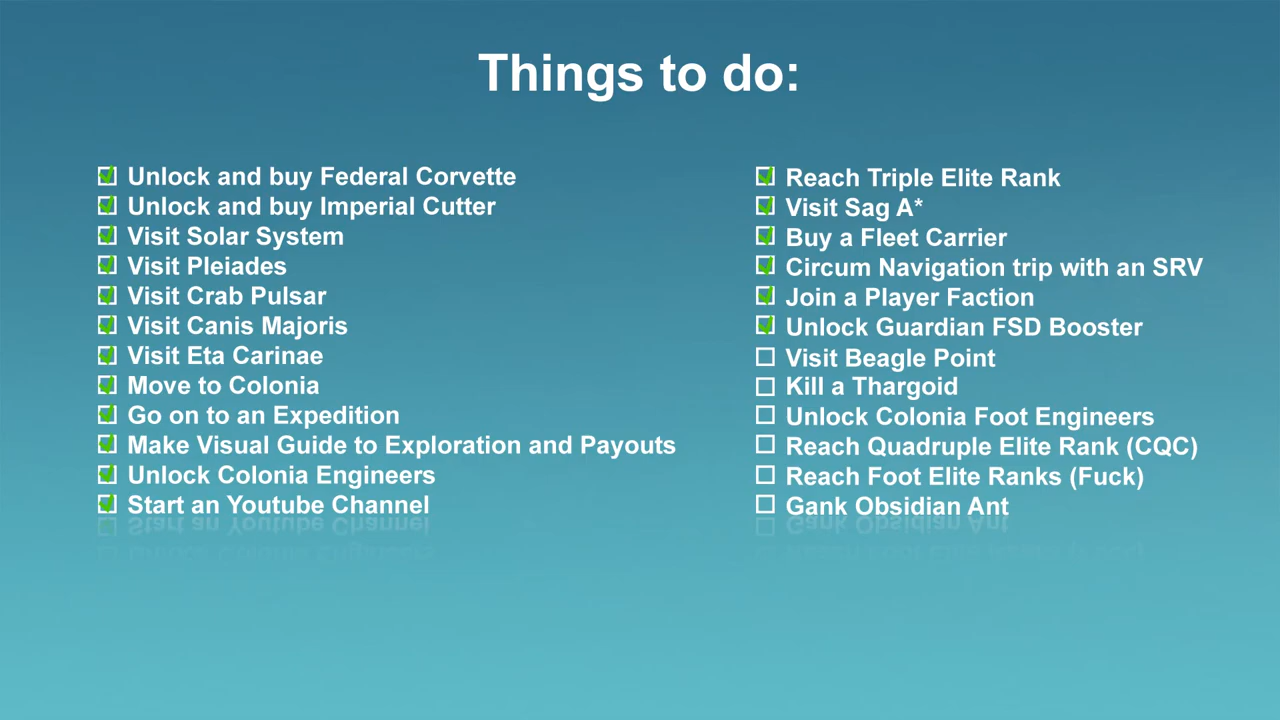 Things to do:
Unlock and buy Federal Corvette
Unlock and buy Imperial Cutter
Visit Solar System
Visit Pleiades
Visit Crab Pulsar
Visit Canis Majoris
Visit Eta Carinae
Move to Colonia
Go on to an Expedition
Make Visual Guide to Exploration and Payouts
Unlock Colonia Engineers
Start an Youtube Channel
Reach Triple Elite Rank
Visit Sag A*
Buy a Fleet Carrier
Circum Navigation trip with an SRV
Join a Player Faction
Unlock Guardian FSD Booster
Visit Beagle Point
Kill a Thargoid
Unlock Colonia Foot Engineers
Reach Quadruple Elite Rank (CQC)
Reach Foot Elite Ranks (Fuck)
Gank Obsidian Ant